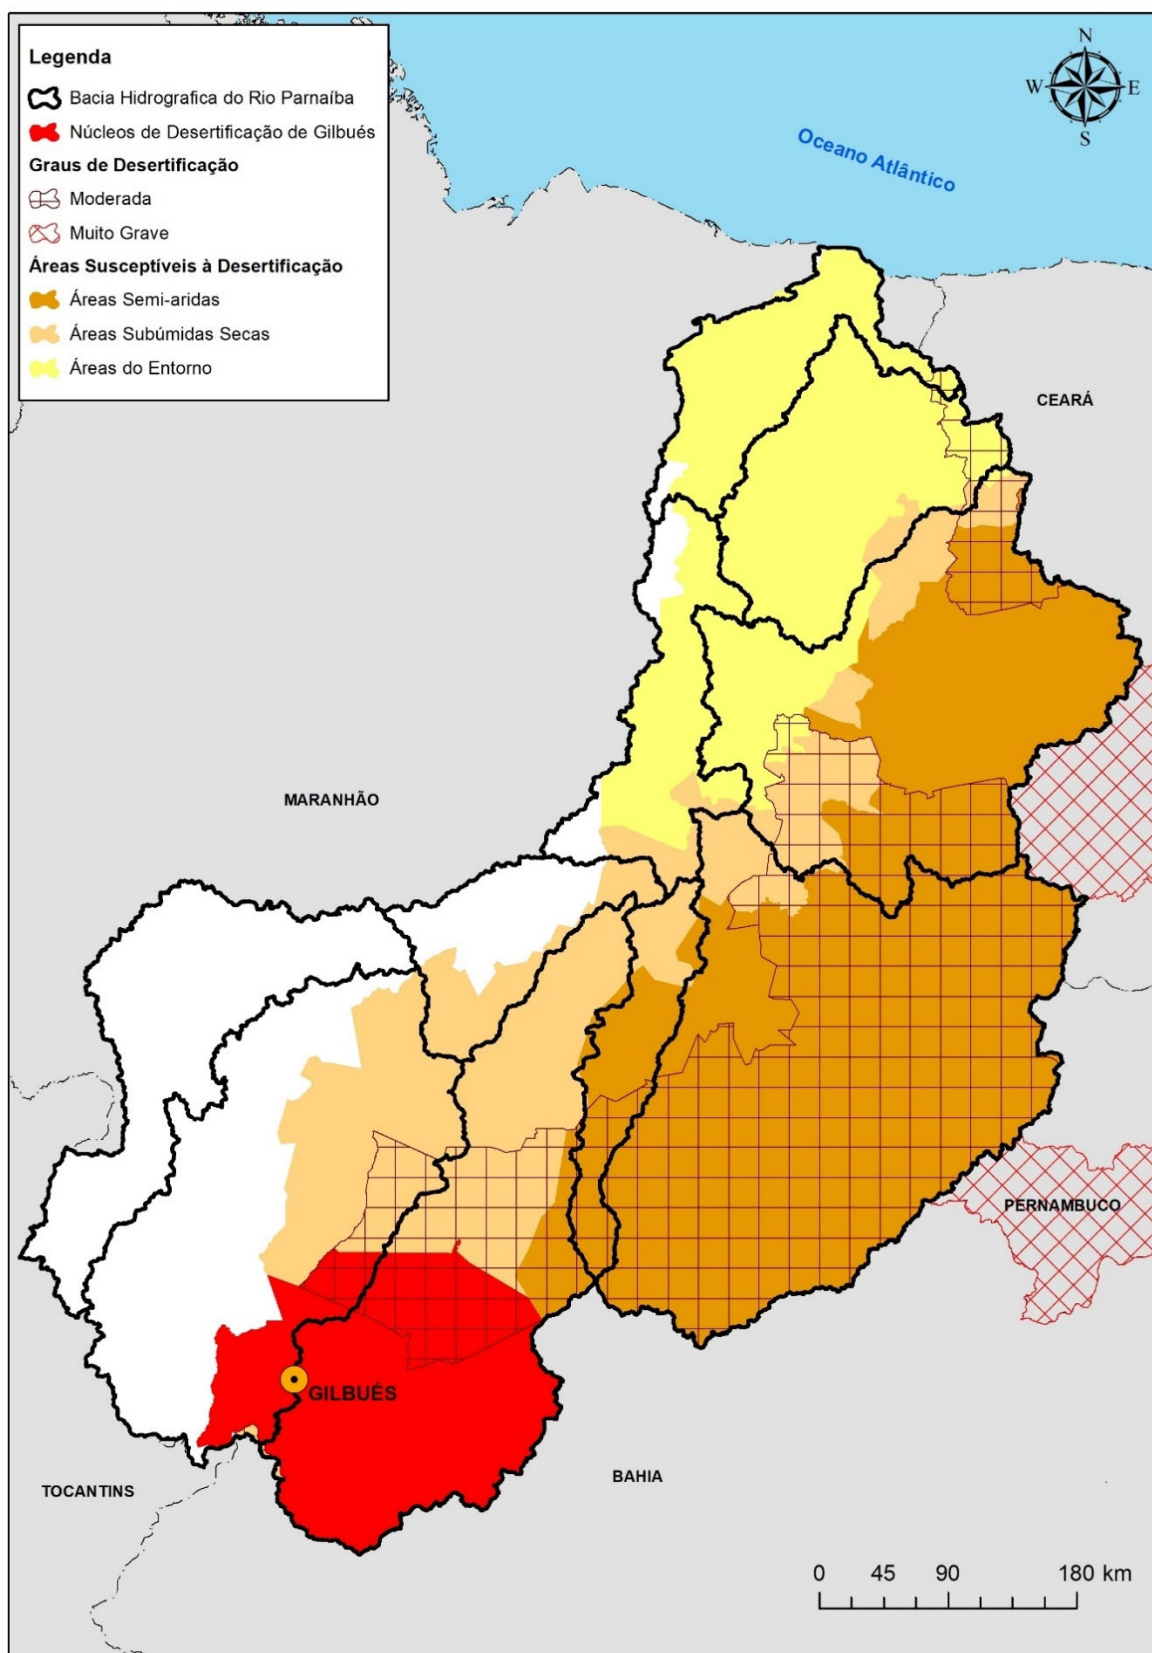 Legenda
Bacia Hidrografica do Rio Parnaíba
Núcleos de Desertificação de Gilbués
Graus de Desertificação
Moderada
Muito Grave
Áreas Susceptíveis à Desertificação
Áreas Semi-aridas
Áreas Subúmidas Secas
Áreas do Entorno
N
W
E
S
Oceano Atlântico
CEARÁ
MARANHÃO
PERNAMBUCO
GILBUÉS
TOCANTINS
BAHIA
0 45 90 180 km